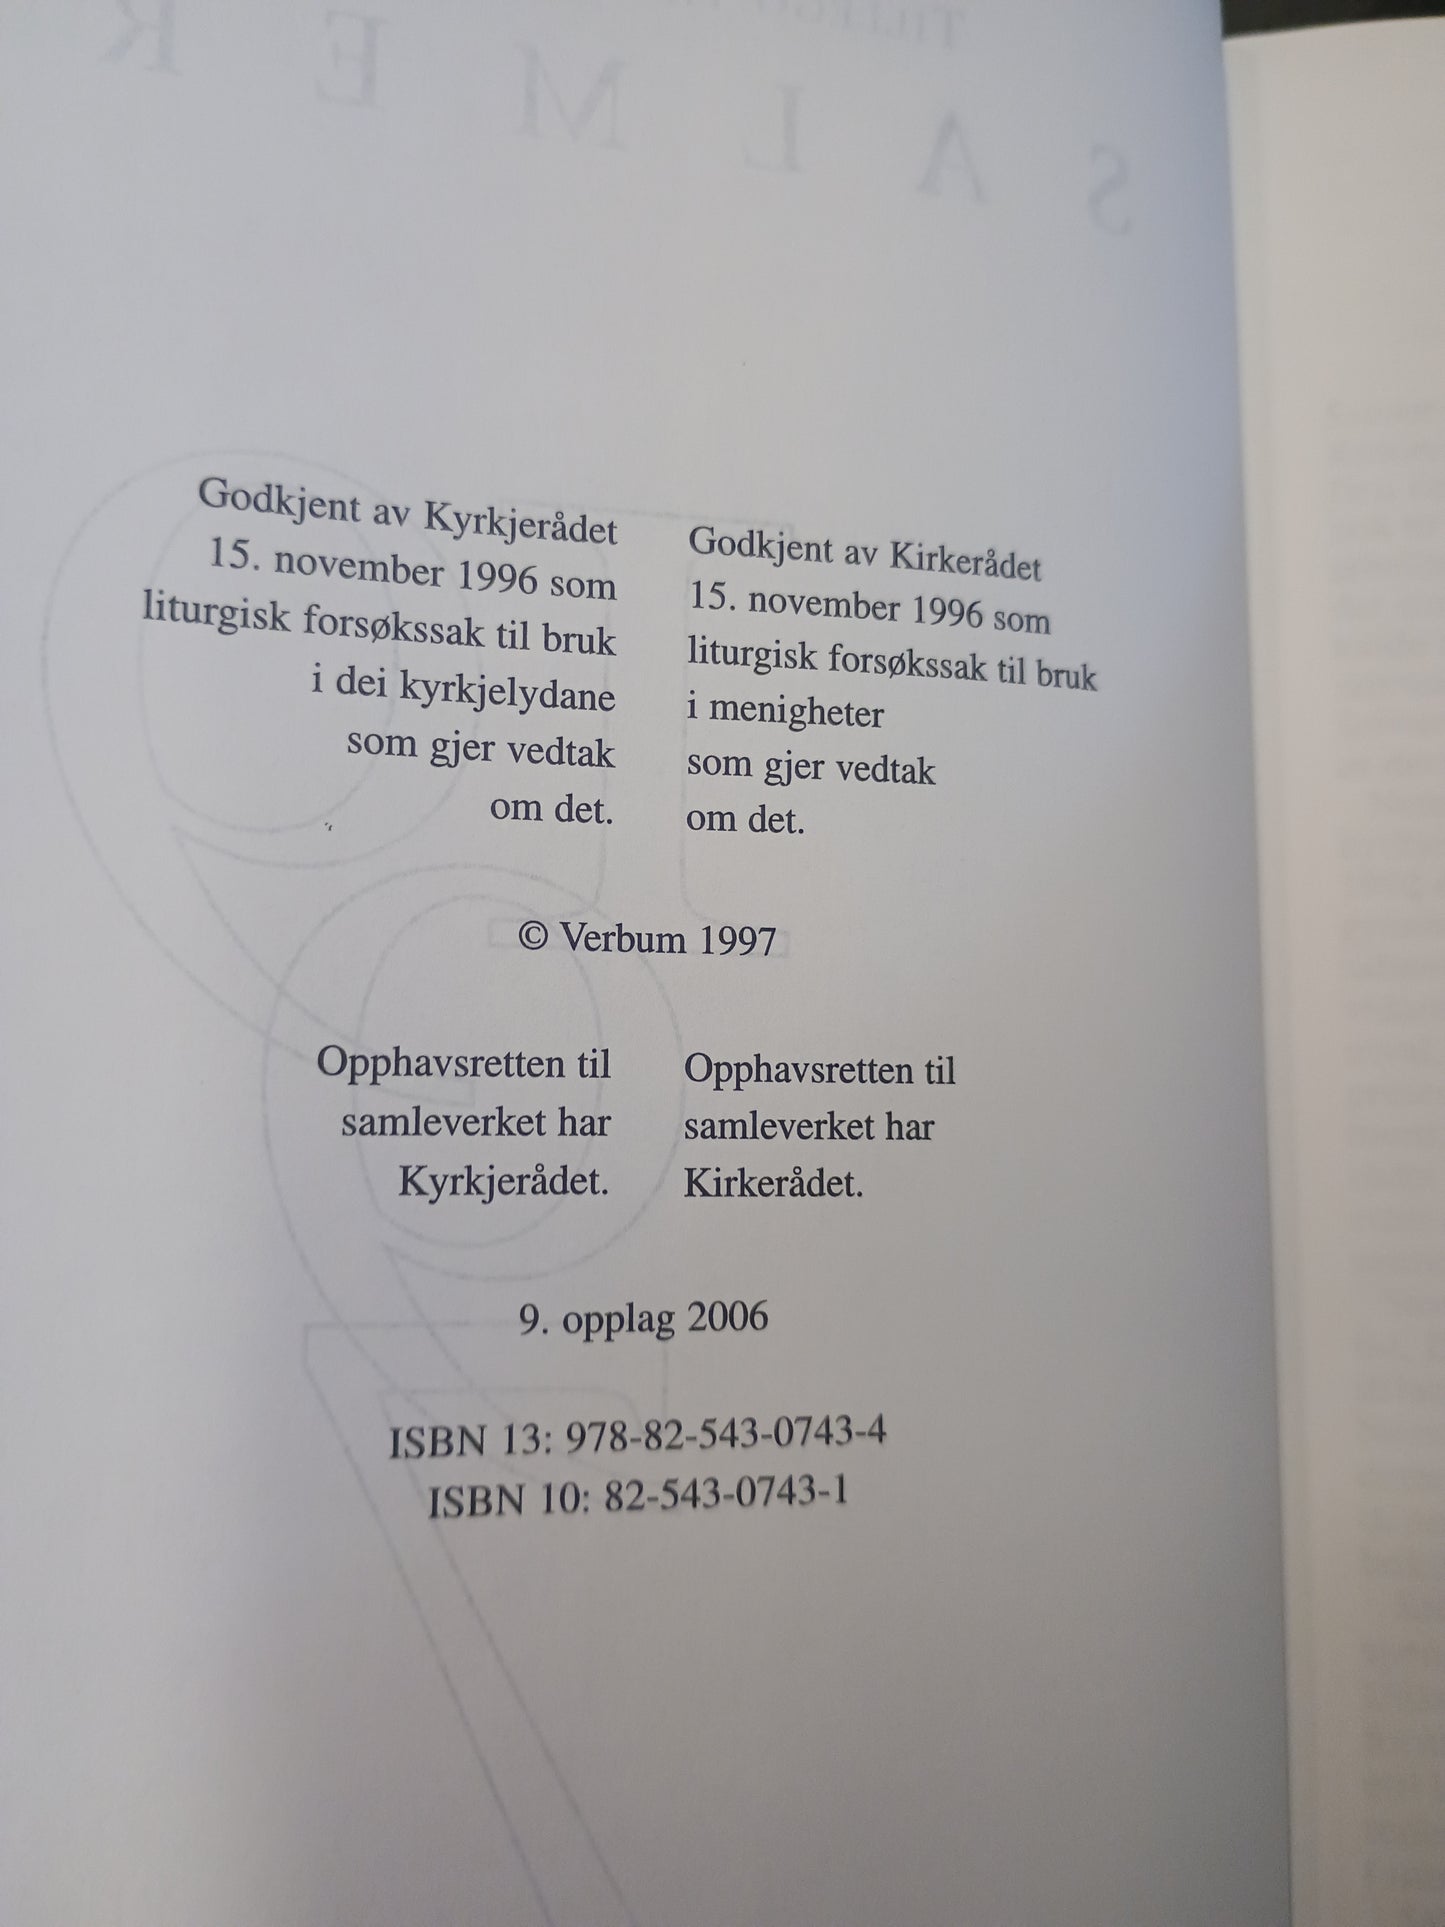 Godkjent av Kyrkjerådet
15. november 1996 som
liturgisk forsøkssak til bruk
i dei kyrkjelydane
som gjer vedtak
om det.
Godkjent av Kirkerådet
15. november 1996 som
liturgisk forsøkssak til bruk
i menigheter
som gjer vedtak
om det.
© Verbum 1997
Opphavsretten til
samleverket har
Kyrkjerådet.
Opphavsretten til
samleverket har
Kirkerådet.
9. opplag 2006
ISBN 13: 978-82-543-0743-4
ISBN 10: 82-543-0743-1